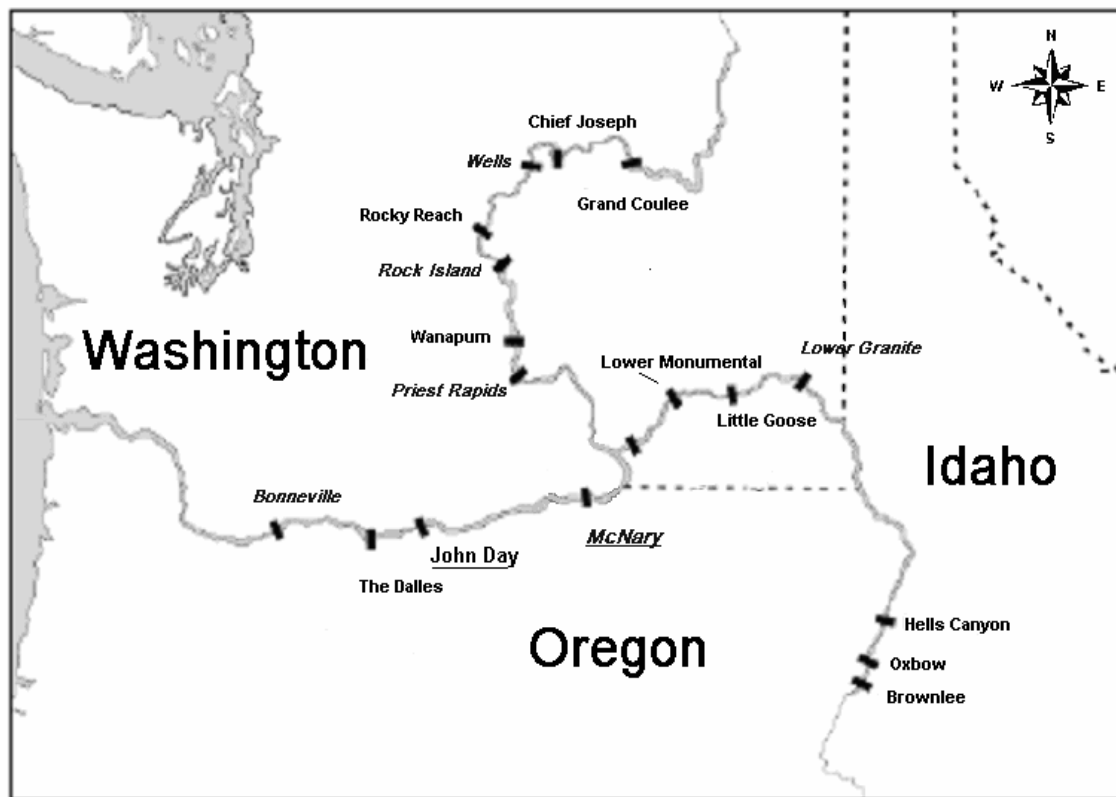 N
W
E
S
Chief Joseph
Wells
Grand Coulee
Rocky Reach
Rock Island
Washington
Wanapum
Priest Rapids
Lower Monumental
Lower Granite
Little Goose
Idaho
Bonneville
McNary
John Day
The Dalles
Oregon
Hells Canyon
Oxbow
Brownlee